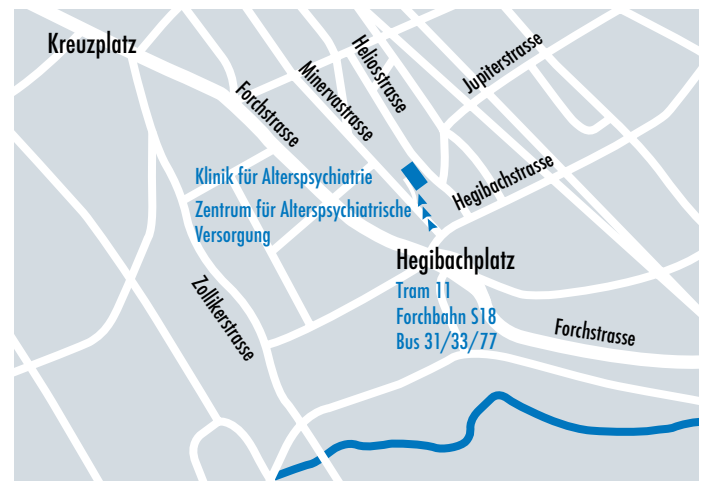 Kreuzplatz
Forchstrasse
Minervastrasse
Heliosstrasse
Jupiterstrasse
Klinik für Alterspsychiatrie
Zentrum für Alterspsychiatrische
Versorgung
Hegibachstrasse
Hegibachplatz
Tram 11
Forchbahn S18
Bus 31/33/77
Zollikerstrasse
Forchstrasse